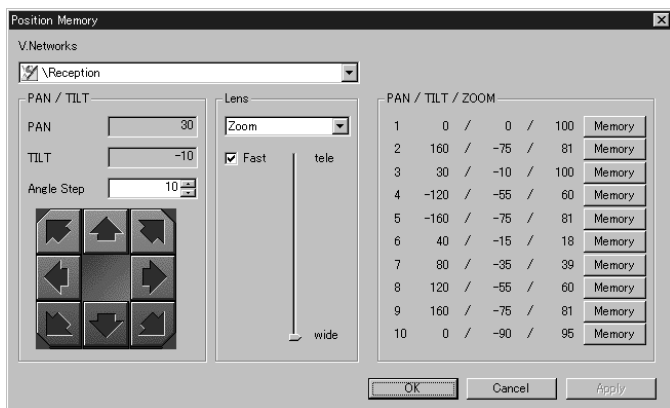 Position Memory
V.Networks
\Reception
PAN / TILT
PAN 30
TILT -10
Angle Step 10
Lens
Zoom
Fast
tele
wide
PAN / TILT / ZOOM
1 0 / 0 / 100 Memory
2 160 / -75 / 81 Memory
3 30 / -10 / 100 Memory
4 -120 / -55 / 60 Memory
5 -160 / -75 / 81 Memory
6 40 / -15 / 18 Memory
7 80 / -35 / 39 Memory
8 120 / -55 / 60 Memory
9 160 / -75 / 81 Memory
10 0 / -90 / 95 Memory
OK Cancel Apply